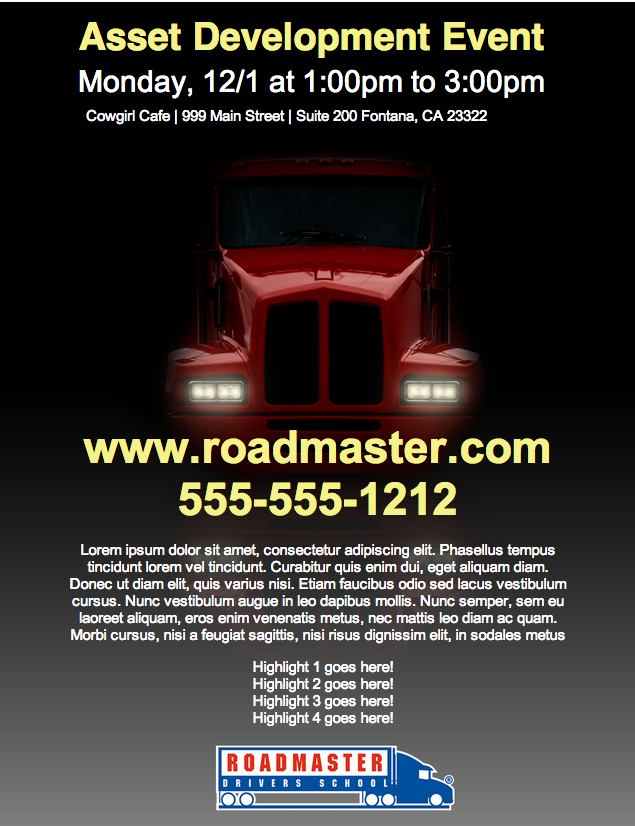 Asset Development Event
Monday, 12/1 at 1:00pm to 3:00pm
Cowgirl Cafe | 999 Main Street | Suite 200 Fontana, CA 23322
www.roadmaster.com
555-555-1212
Lorem ipsum dolor sit amet, consectetur adipiscing elit. Phasellus tempus
tincidunt lorem vel tincidunt. Curabitur quis enim dui, eget aliquam diam.
Donec ut diam elit, quis varius nisi. Etiam faucibus odio sed lacus vestibulum
cursus. Nunc vestibulum augue in leo dapibus mollis. Nunc semper, sem eu
laoreet aliquam, eros enim venenatis metus, nec mattis leo diam ac quam.
Morbi cursus, nisi a feugiat sagittis, nisi risus dignissim elit, in sodales metus
Highlight 1 goes here!
Highlight 2 goes here!
Highlight 3 goes here!
Highlight 4 goes here!
ROADMASTER
DRIVERS SCHOOL